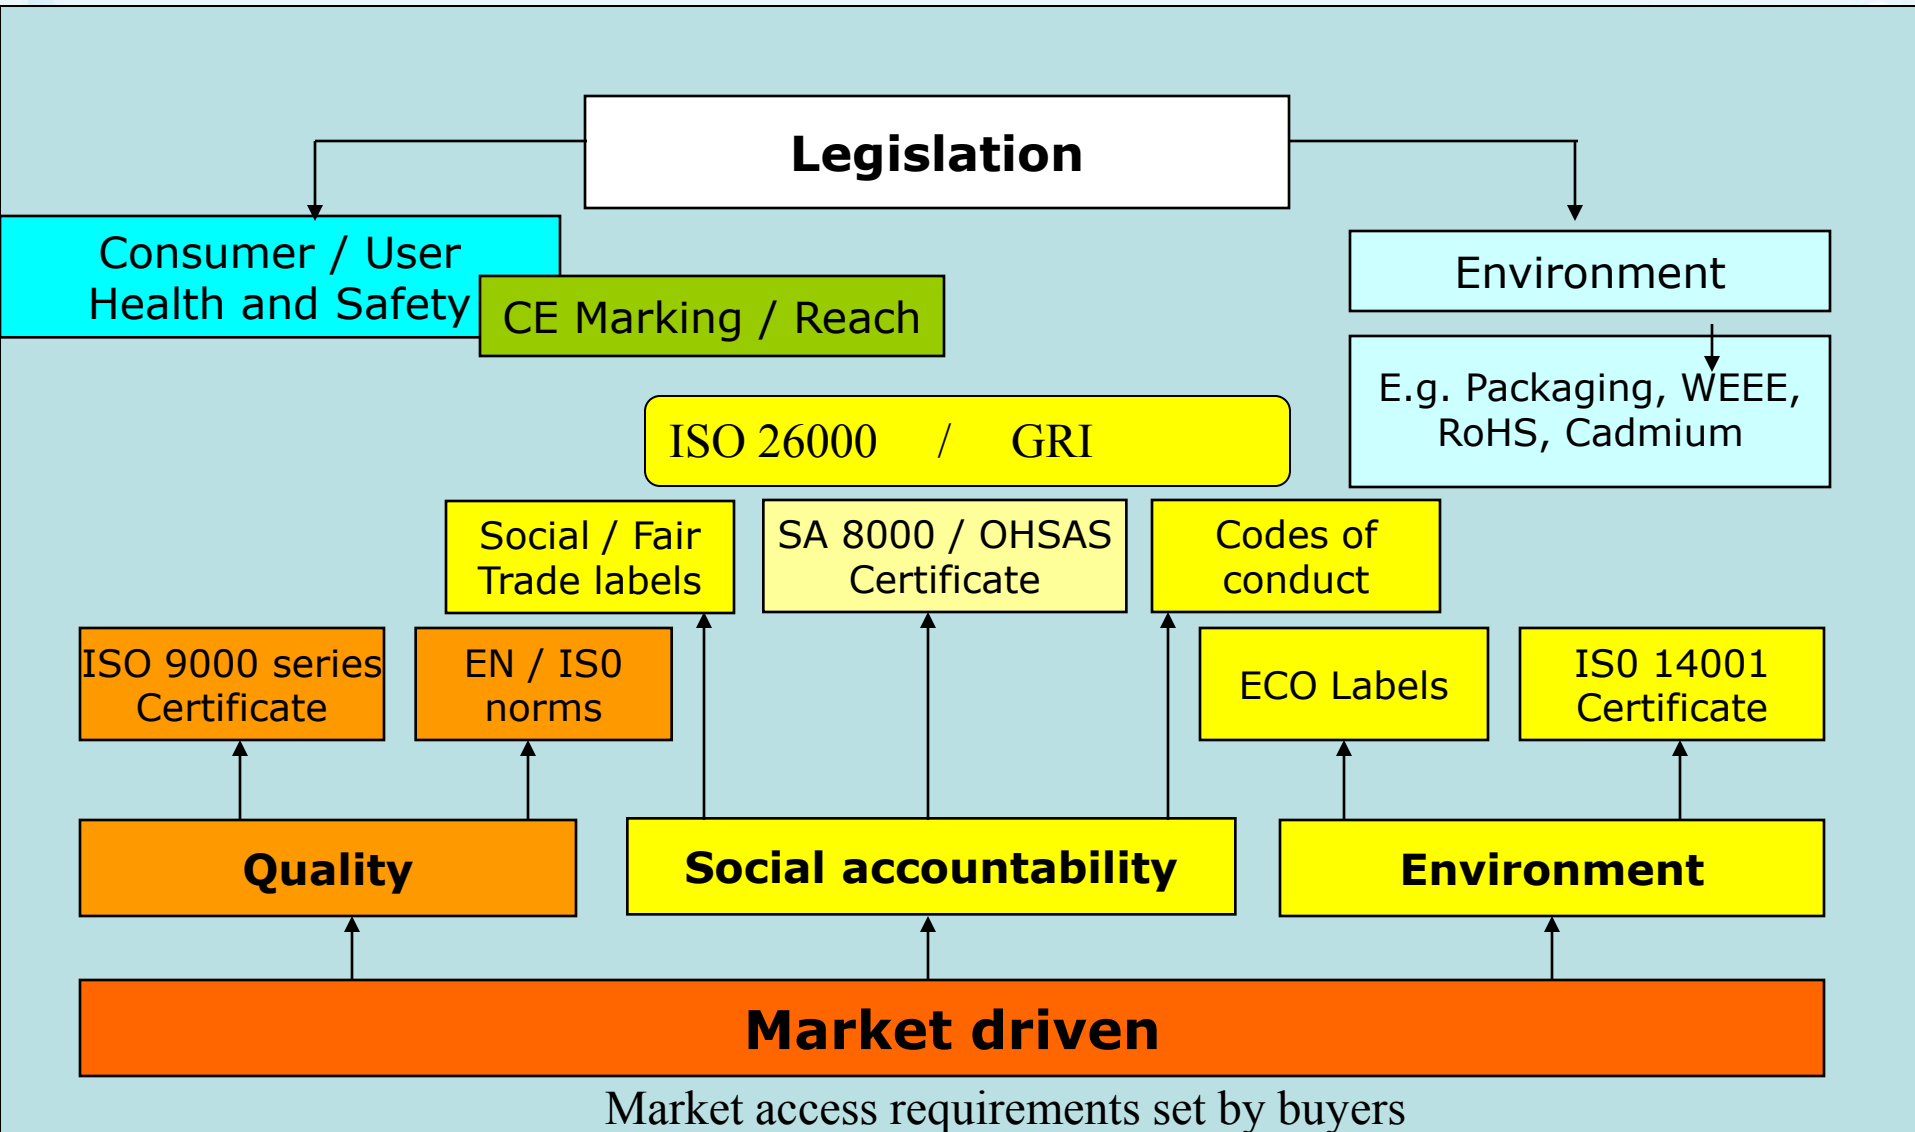 Legislation
Consumer / User
Health and Safety
CE Marking / Reach
Environment
E.g. Packaging, WEEE,
RoHS, Cadmium
ISO 26000 / GRI
Social / Fair
Trade labels
SA 8000 / OHSAS
Certificate
Codes of
conduct
ISO 9000 series
Certificate
EN / IS0
norms
ECO Labels
IS0 14001
Certificate
Quality
Social accountability
Environment
Market driven
Market access requirements set by buyers